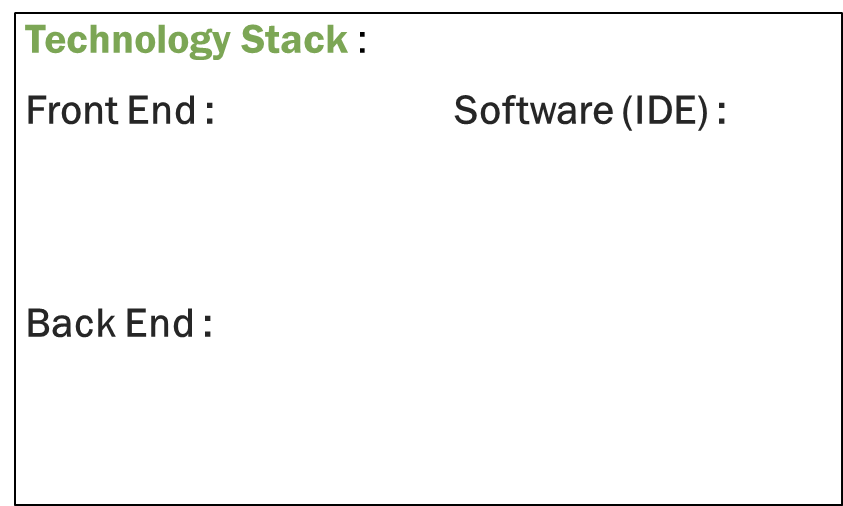 Technology Stack :
Front End :
Software (IDE) :
Back End :